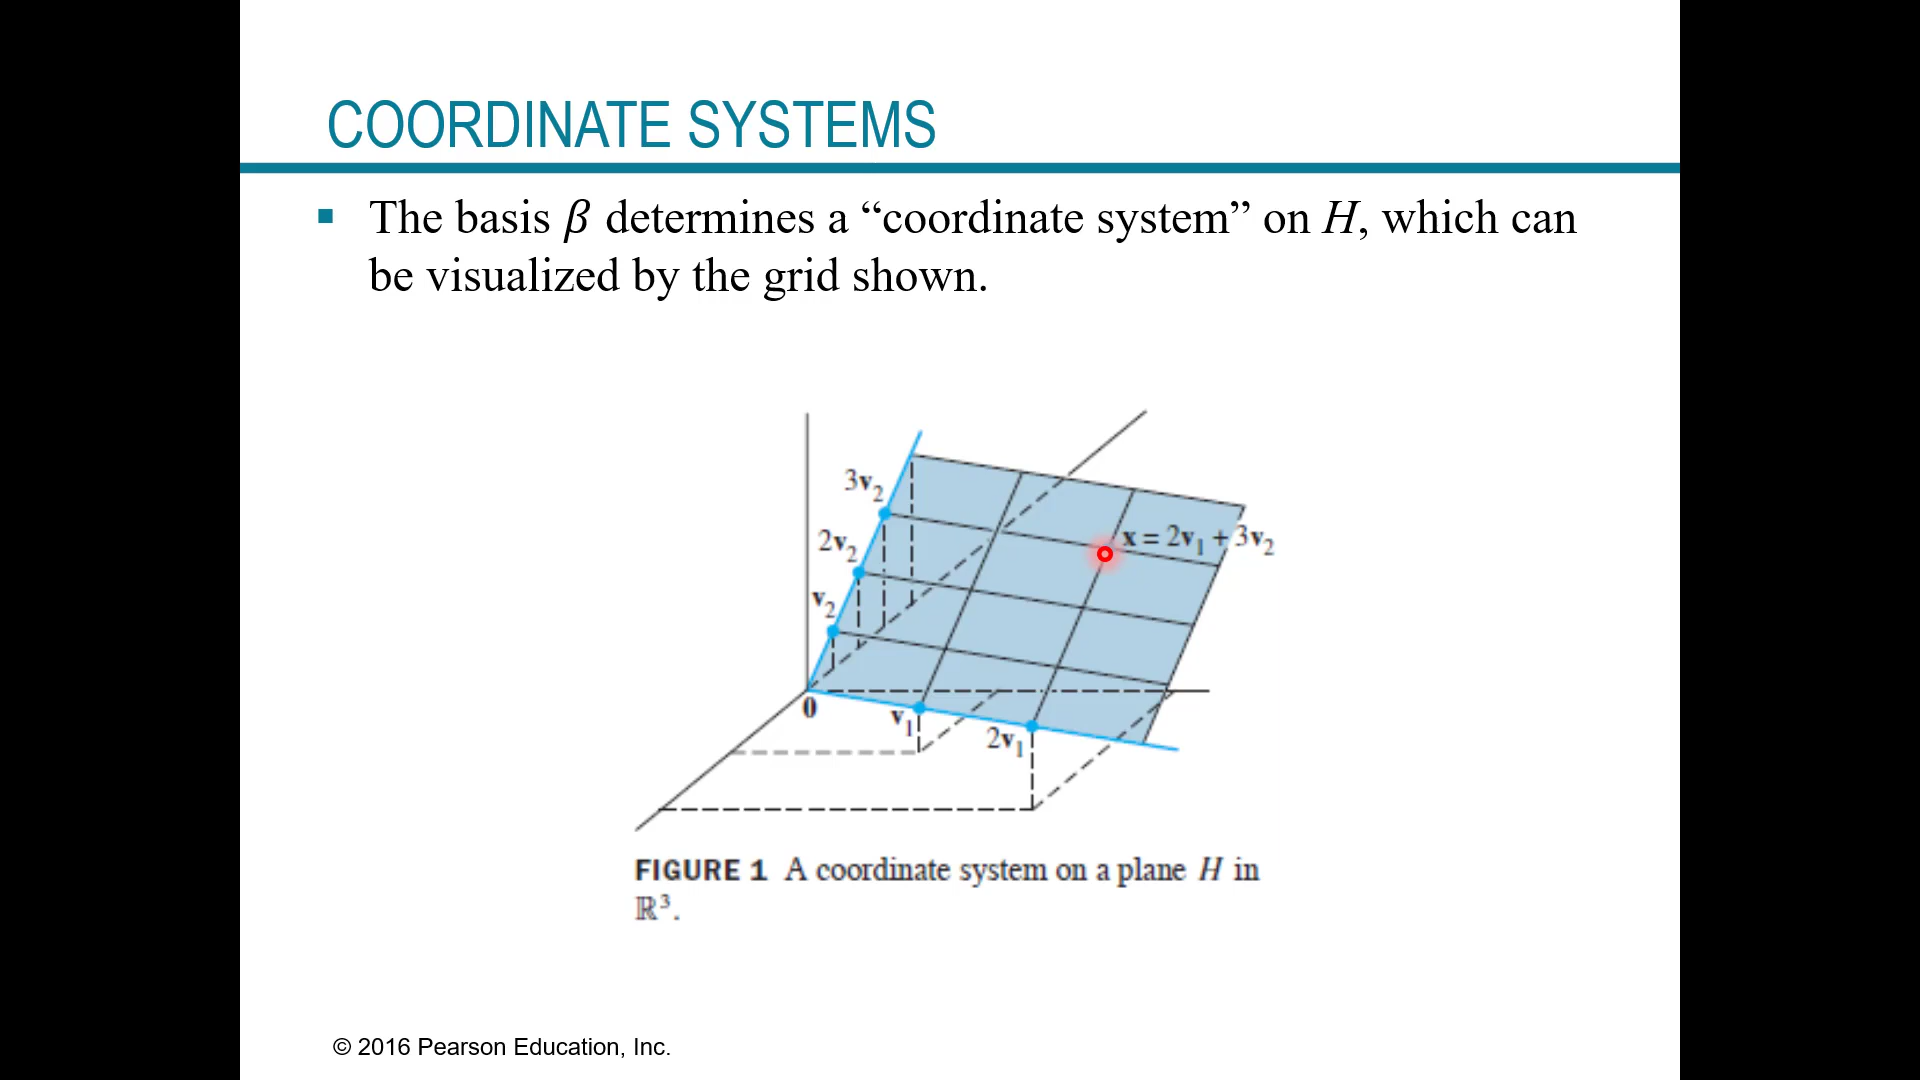 COORDINATE SYSTEMS
▪ The basis β determines a “coordinate system” on H, which can
be visualized by the grid shown.
3v₂
2v₂
x = 2v₁ + 3v₂
v₂
0
v₁
2v₁
FIGURE 1 A coordinate system on a plane H in
ℝ³.
© 2016 Pearson Education, Inc.